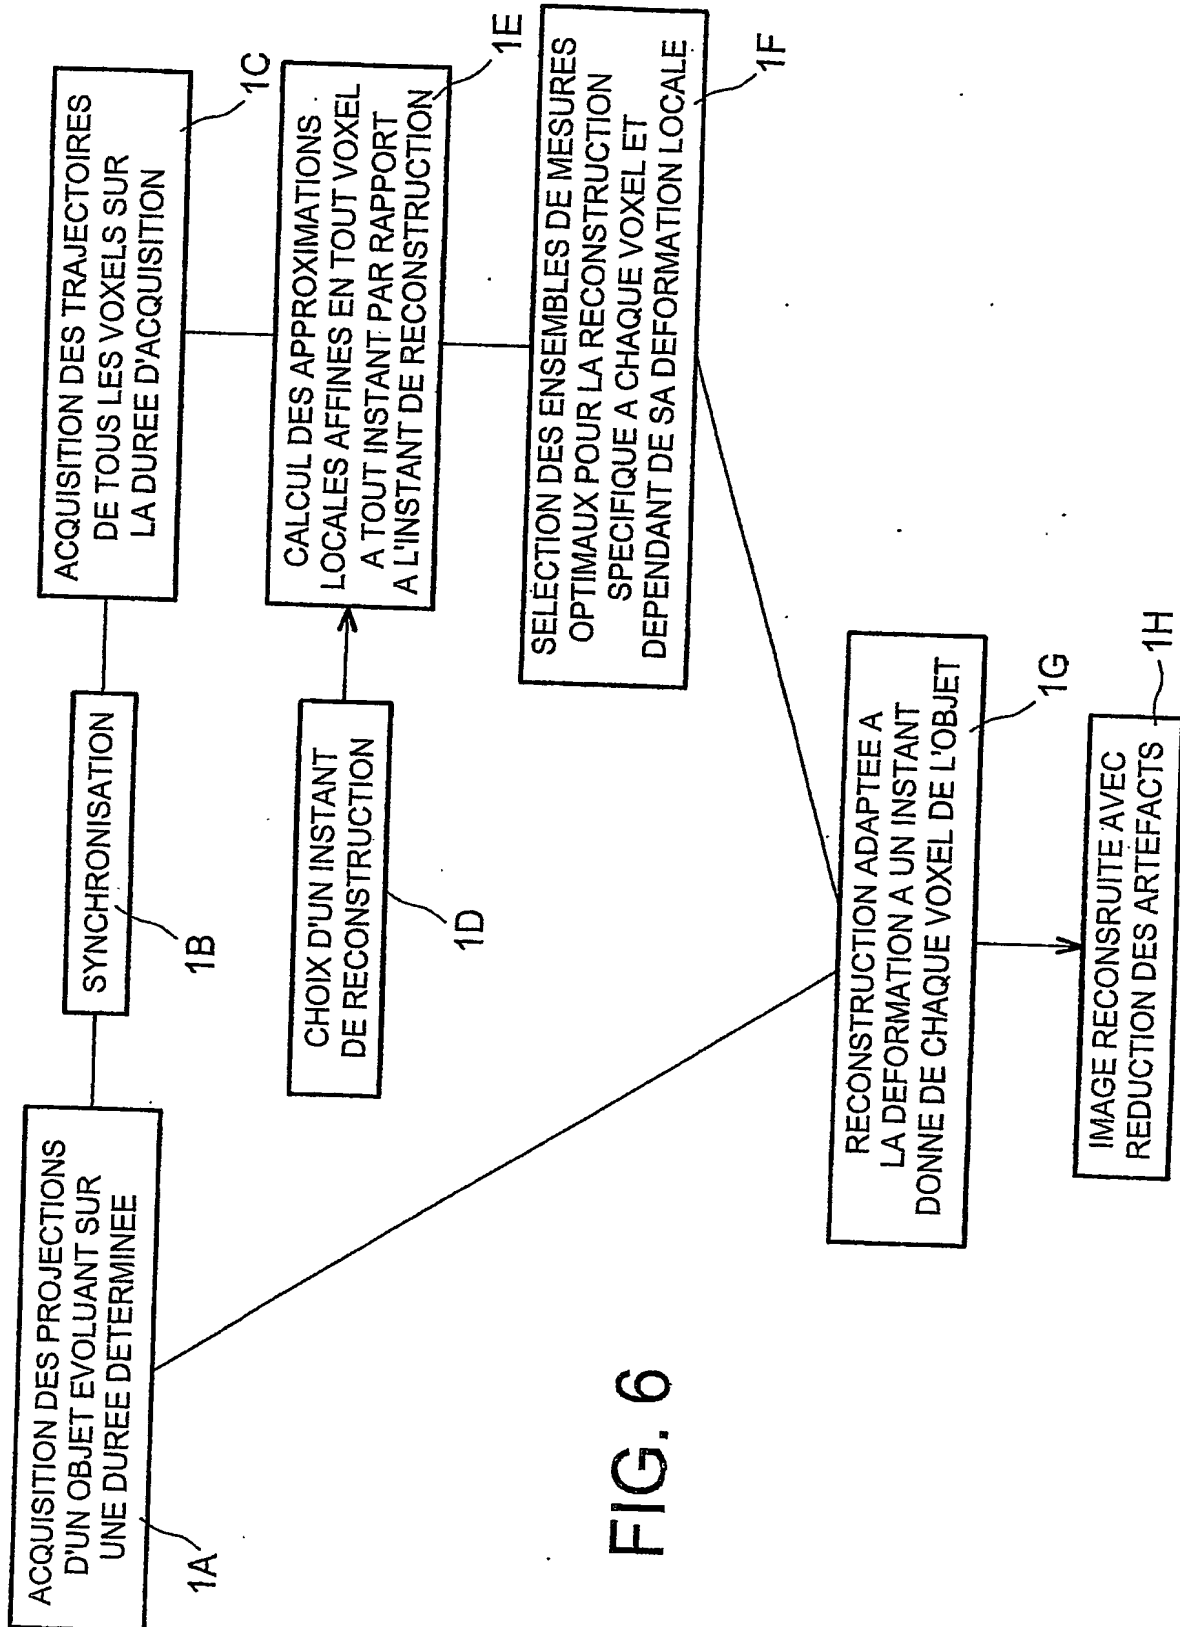 ACQUISITION DES PROJECTIONS
D'UN OBJET EVOLUANT SUR
UNE DUREE DETERMINEE
1A
SYNCHRONISATION
1B
ACQUISITION DES TRAJECTOIRES
DE TOUS LES VOXELS SUR
LA DUREE D'ACQUISITION
1C
CHOIX D'UN INSTANT
DE RECONSTRUCTION
1D
CALCUL DES APPROXIMATIONS
LOCALES AFFINES EN TOUT VOXEL
A TOUT INSTANT PAR RAPPORT
A L'INSTANT DE RECONSTRUCTION
1E
SELECTION DES ENSEMBLES DE MESURES
OPTIMAUX POUR LA RECONSTRUCTION
SPECIFIQUE A CHAQUE VOXEL ET
DEPENDANT DE SA DEFORMATION LOCALE
1F
RECONSTRUCTION ADAPTEE A
LA DEFORMATION A UN INSTANT
DONNE DE CHAQUE VOXEL DE L'OBJET
1G
IMAGE RECONSRUITE AVEC
REDUCTION DES ARTEFACTS
1H
FIG. 6